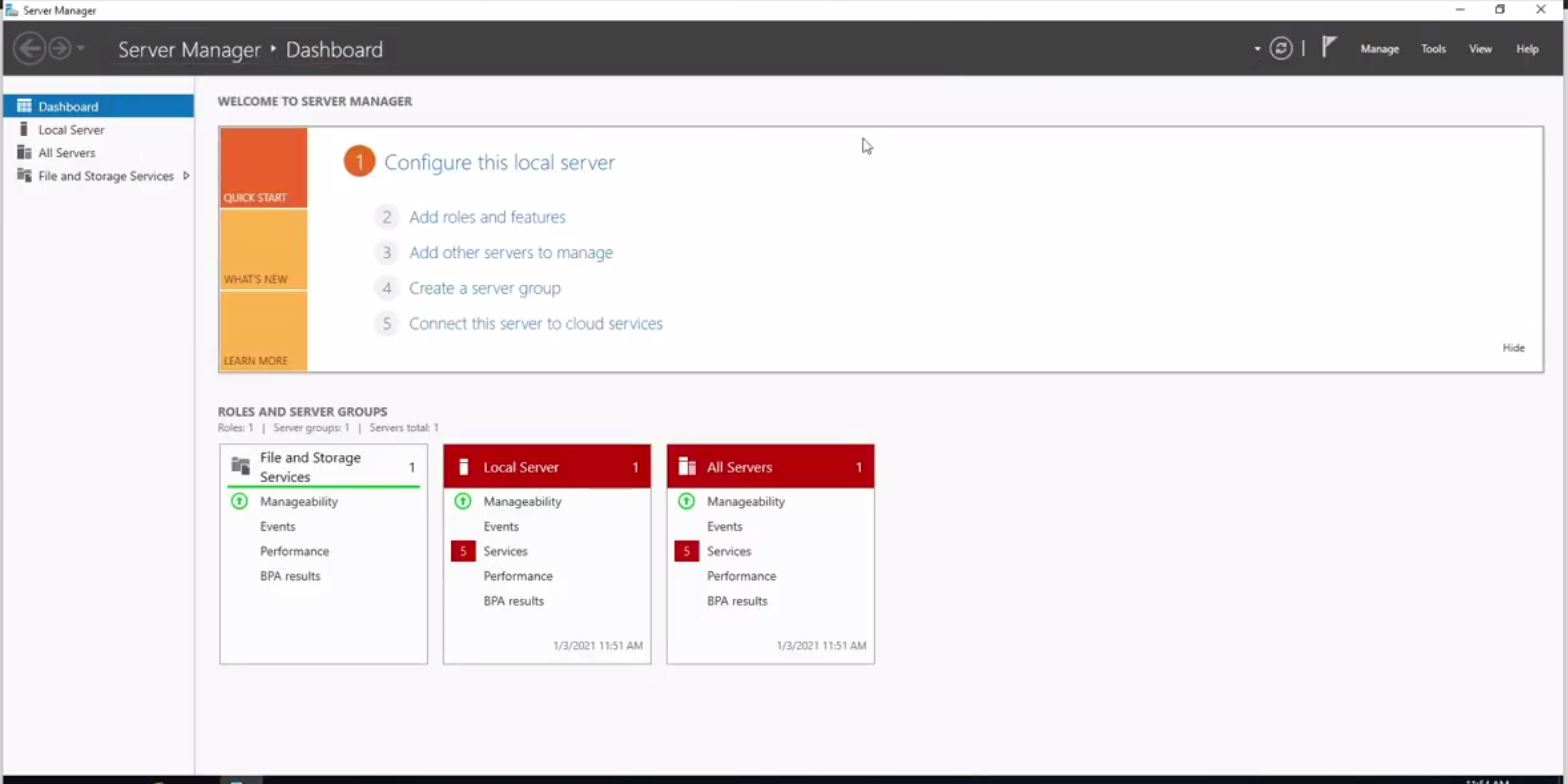 Server Manager
Server Manager • Dashboard
Manage Tools View Help
Dashboard
Local Server
All Servers
File and Storage Services
WELCOME TO SERVER MANAGER
QUICK START
WHAT'S NEW
LEARN MORE
1 Configure this local server
2 Add roles and features
3 Add other servers to manage
4 Create a server group
5 Connect this server to cloud services
Hide
ROLES AND SERVER GROUPS
Roles: 1 | Server groups: 1 | Servers total: 1
File and Storage
Services 1
Manageability
Events
Performance
BPA results
Local Server 1
Manageability
Events
5 Services
Performance
BPA results
1/3/2021 11:51 AM
All Servers 1
Manageability
Events
5 Services
Performance
BPA results
1/3/2021 11:51 AM